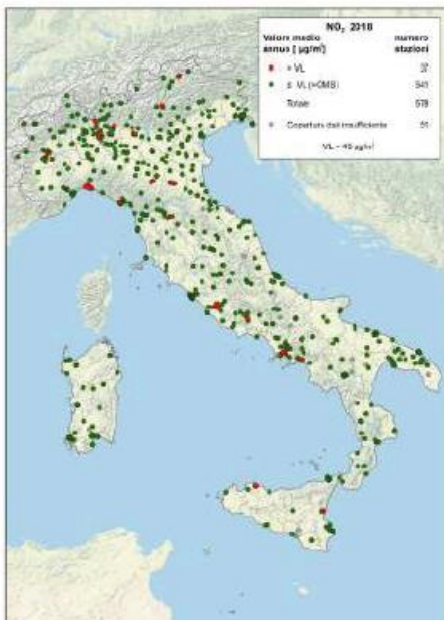 NO₂ 2018
Valore medio annuo [ µg/m³] numero stazioni
> VL 37
≤ VL (=OMS) 541
Totale 578
Copertura dati insufficiente 51
VL = 40 µg/m³